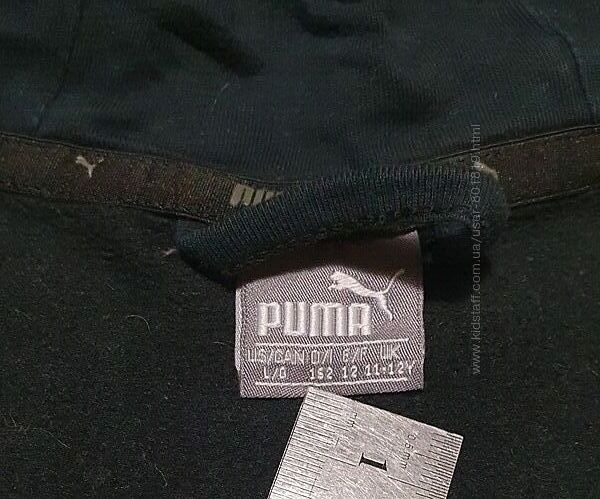 PUMA
PUMA
US/CAN D/I E/F UK
L/G 152 12 11-12Y
I